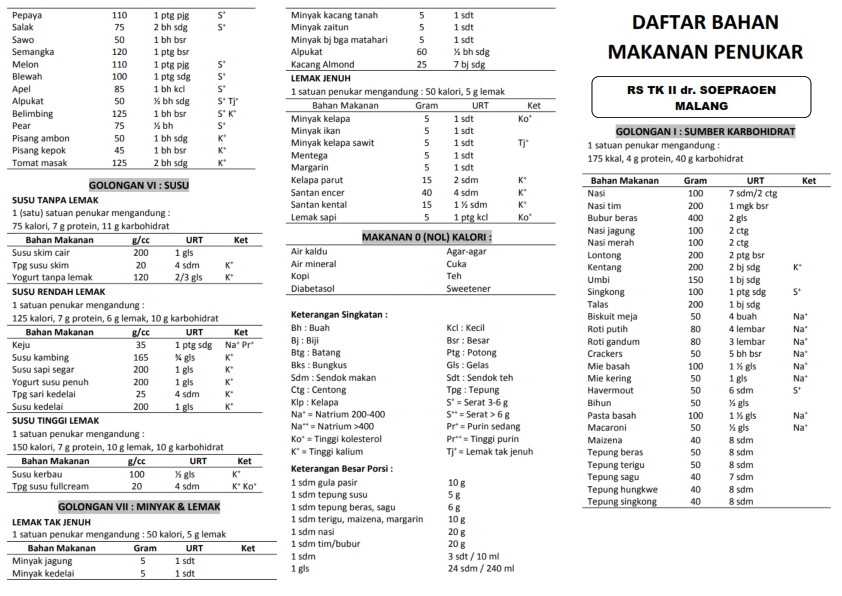 Pepaya 110 1 ptg pjg S⁺
Salak 75 2 bh sdg S⁺
Sawo 50 1 bh bsr
Semangka 120 1 ptg bsr
Melon 110 1 ptg pjg S⁺
Blewah 100 1 ptg sdg S⁺
Apel 85 1 bh kcl S⁺
Alpukat 50 ½ bh sdg S⁺ Tj⁺
Belimbing 125 1 bh bsr S⁺ K⁺
Pear 75 ½ bh S⁺
Pisang ambon 50 1 bh sdg K⁺
Pisang kepok 45 1 bh bsr K⁺
Tomat masak 125 2 bh sdg K⁺
GOLONGAN VI : SUSU
SUSU TANPA LEMAK
1 (satu) satuan penukar mengandung :
75 kalori, 7 g protein, 11 g karbohidrat
Bahan Makanan g/cc URT Ket
Susu skim cair 200 1 gls
Tpg susu skim 20 4 sdm K⁺
Yogurt tanpa lemak 120 2/3 gls K⁺
SUSU RENDAH LEMAK
1 satuan penukar mengandung :
125 kalori, 7 g protein, 6 g lemak, 10 g karbohidrat
Bahan Makanan g/cc URT Ket
Keju 35 1 ptg sdg Na⁺ Pr⁺
Susu kambing 165 ¾ gls K⁺
Susu sapi segar 200 1 gls K⁺
Yogurt susu penuh 200 1 gls K⁺
Tpg sari kedelai 25 4 sdm K⁺
Susu kedelai 200 1 gls K⁺
SUSU TINGGI LEMAK
1 satuan penukar mengandung :
150 kalori, 7 g protein, 10 g lemak, 10 g karbohidrat
Bahan Makanan g/cc URT Ket
Susu kerbau 100 ½ gls K⁺
Tpg susu fullcream 20 4 sdm K⁺ Ko⁺
GOLONGAN VII : MINYAK & LEMAK
LEMAK TAK JENUH
1 satuan penukar mengandung : 50 kalori, 5 g lemak
Bahan Makanan Gram URT Ket
Minyak jagung 5 1 sdt
Minyak kedelai 5 1 sdt
Minyak kacang tanah 5 1 sdt
Minyak zaitun 5 1 sdt
Minyak bj bga matahari 5 1 sdt
Alpukat 60 ½ bh sdg
Kacang Almond 25 7 bj sdg
LEMAK JENUH
1 satuan penukar mengandung : 50 kalori, 5 g lemak
Bahan Makanan Gram URT Ket
Minyak kelapa 5 1 sdt Ko⁺
Minyak ikan 5 1 sdt
Minyak kelapa sawit 5 1 sdt Tj⁺
Mentega 5 1 sdt
Margarin 5 1 sdt
Kelapa parut 15 2 sdm K⁺
Santan encer 40 4 sdm K⁺
Santan kental 15 1 ½ sdm K⁺
Lemak sapi 5 1 ptg kcl Ko⁺
MAKANAN 0 (NOL) KALORI :
Air kaldu Agar-agar
Air mineral Cuka
Kopi Teh
Diabetasol Sweetener
Keterangan Singkatan :
Bh : Buah Kcl : Kecil
Bj : Biji Bsr : Besar
Btg : Batang Ptg : Potong
Bks : Bungkus Gls : Gelas
Sdm : Sendok makan Sdt : Sendok teh
Ctg : Centong Tpg : Tepung
Klp : Kelapa S⁺ = Serat 3-6 g
Na⁺ = Natrium 200-400 S⁺⁺ = Serat > 6 g
Na⁺⁺ = Natrium >400 Pr⁺ = Purin sedang
Ko⁺ = Tinggi kolesterol Pr⁺⁺ = Tinggi purin
K⁺ = Tinggi kalium Tj⁺ = Lemak tak jenuh
Keterangan Besar Porsi :
1 sdm gula pasir 10 g
1 sdm tepung susu 5 g
1 sdm tepung beras, sagu 6 g
1 sdm terigu, maizena, margarin 10 g
1 sdm nasi 20 g
1 sdm tim/bubur 20 g
1 sdm 3 sdt / 10 ml
1 gls 24 sdm / 240 ml
DAFTAR BAHAN
MAKANAN PENUKAR
RS TK II dr. SOEPRAOEN
MALANG
GOLONGAN I : SUMBER KARBOHIDRAT
1 satuan penukar mengandung :
175 kkal, 4 g protein, 40 g karbohidrat
Bahan Makanan Gram URT Ket
Nasi 100 7 sdm/2 ctg
Nasi tim 200 1 mgk bsr
Bubur beras 400 2 gls
Nasi jagung 100 2 ctg
Nasi merah 100 2 ctg
Lontong 200 2 ptg bsr
Kentang 200 2 bj sdg K⁺
Umbi 150 1 bj sdg
Singkong 100 1 ptg sdg S⁺
Talas 200 1 bj sdg
Biskuit meja 50 4 buah Na⁺
Roti putih 80 4 lembar Na⁺
Roti gandum 80 3 lembar Na⁺
Crackers 50 5 bh bsr Na⁺
Mie basah 100 1 ½ gls Na⁺
Mie kering 50 1 gls Na⁺
Havermout 50 6 sdm S⁺
Bihun 50 ½ gls
Pasta basah 100 1 ½ gls Na⁺
Macaroni 50 ½ gls Na⁺
Maizena 40 8 sdm
Tepung beras 50 8 sdm
Tepung terigu 50 8 sdm
Tepung sagu 40 7 sdm
Tepung hungkwe 40 8 sdm
Tepung singkong 40 8 sdm